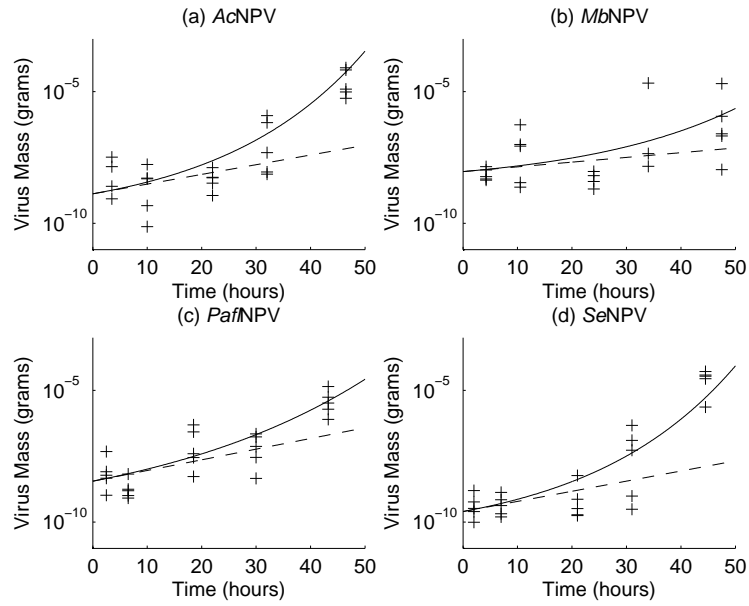 (a) AcNPV
(b) MbNPV
Virus Mass (grams)
10⁻⁵
10⁻¹⁰
0 10 20 30 40 50
Time (hours)
Virus Mass (grams)
10⁻⁵
10⁻¹⁰
0 10 20 30 40 50
Time (hours)
(c) PaflNPV
(d) SeNPV
Virus Mass (grams)
10⁻⁵
10⁻¹⁰
0 10 20 30 40 50
Time (hours)
Virus Mass (grams)
10⁻⁵
10⁻¹⁰
0 10 20 30 40 50
Time (hours)